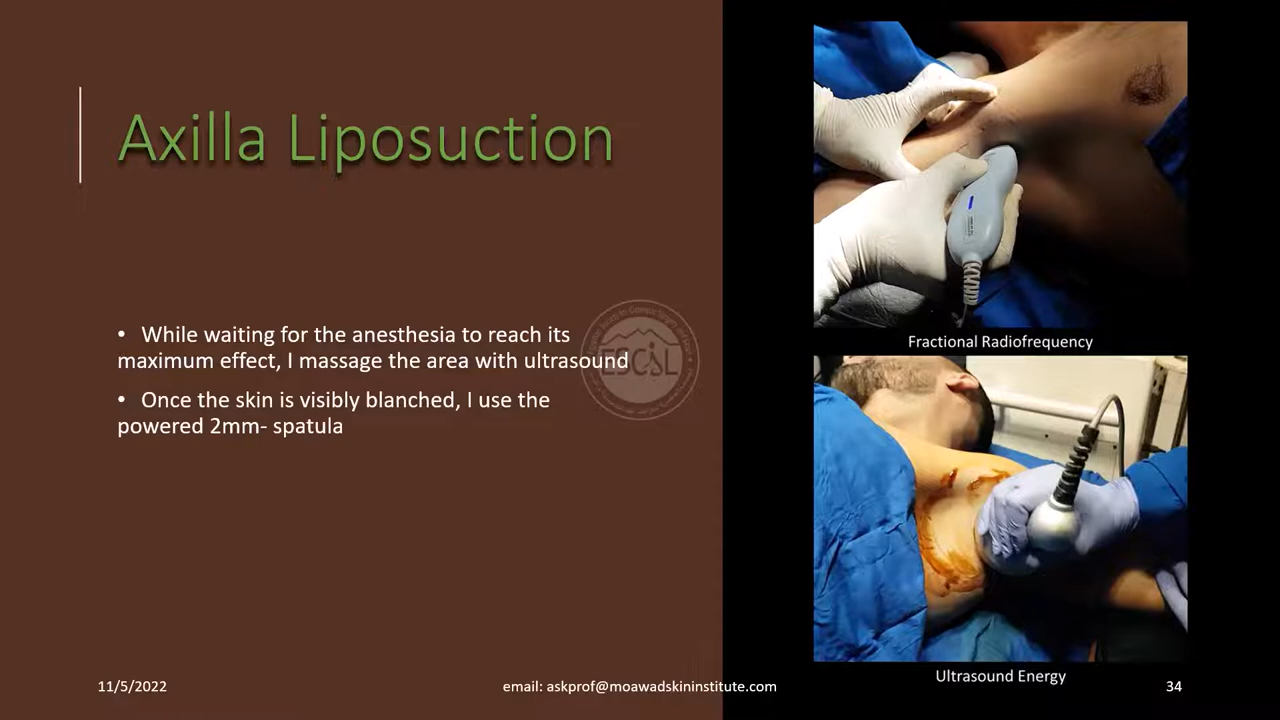 Axilla Liposuction
• While waiting for the anesthesia to reach its
maximum effect, I massage the area with ultrasound
• Once the skin is visibly blanched, I use the
powered 2mm- spatula
ESCSL
Fractional Radiofrequency
Ultrasound Energy
11/5/2022
email: askprof@moawadskininstitute.com
34